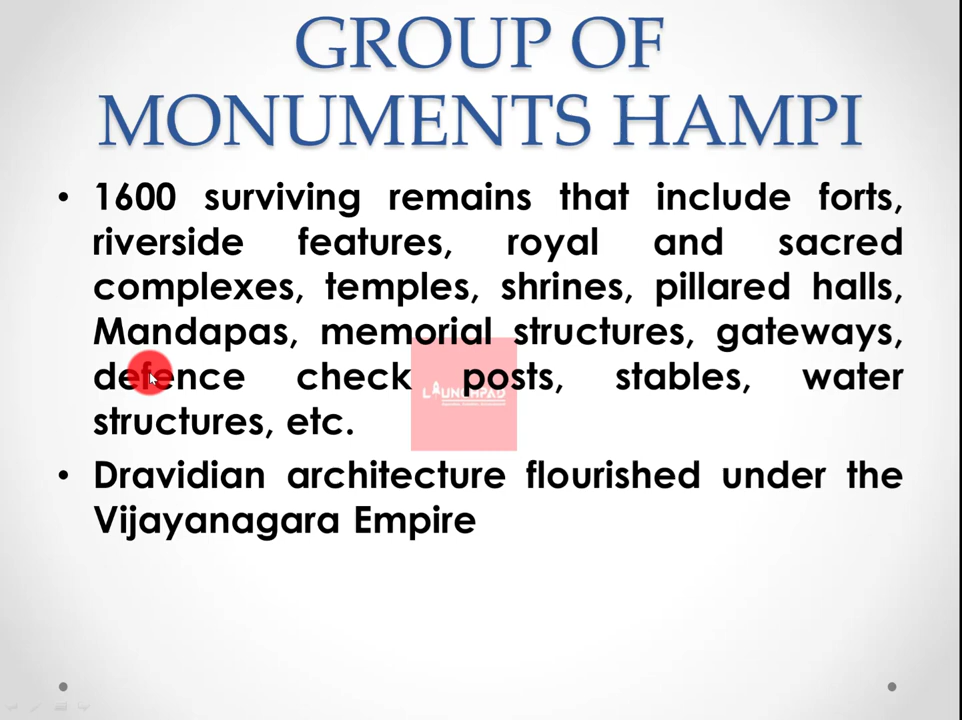 GROUP OF
MONUMENTS HAMPI
• 1600 surviving remains that include forts,
riverside features, royal and sacred
complexes, temples, shrines, pillared halls,
Mandapas, memorial structures, gateways,
defence check posts, stables, water
structures, etc.
LAUNCHPAD
• Dravidian architecture flourished under the
Vijayanagara Empire